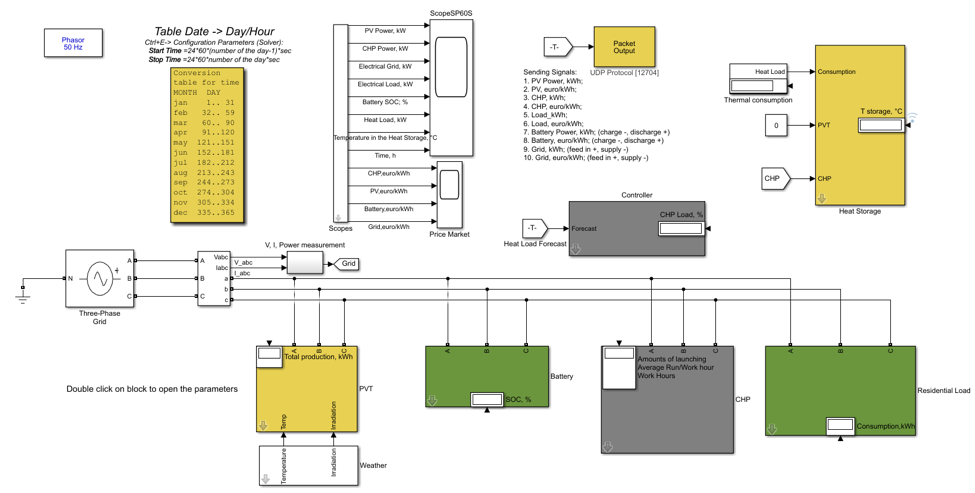 Phasor
50 Hz
Table Date -> Day/Hour
Ctrl+E-> Configuration Parameters (Solver):
Start Time =24*60*(number of the day-1)*sec
Stop Time =24*60*number of the day*sec
Conversion
table for time
MONTH DAY
jan 1.. 31
feb 32.. 59
mar 60.. 90
apr 91..120
may 121..151
jun 152..181
jul 182..212
aug 213..243
sep 244..273
oct 274..304
nov 305..334
dec 335..365
ScopeSP60S
PV Power, kW
CHP Power, kW
Electrical Grid, kW
Electrical Load, kW
Battery SOC; %
Heat Load, kW
Temperature in the Heat Storage, °C
Time, h
CHP,euro/kWh
PV,euro/kWh
Battery,euro/kWh
Grid,euro/kWh
Scopes
Price Market
-T-
Packet
Output
UDP Protocol [12704]
Sending Signals:
1. PV Power, kWh;
2. PV, euro/kWh;
3. CHP, kWh;
4. CHP, euro/kWh;
5. Load_kWh;
6. Load, euro/kWh;
7. Battery Power, kWh; (charge -, discharge +)
8. Battery, euro/kWh; (charge -, discharge +)
9. Grid, kWh; (feed in +, supply -)
10. Grid, euro/kWh; (feed in +, supply -)
Heat Load
Thermal consumption
Consumption
T storage, °C
0
PVT
CHP
CHP
Heat Storage
Controller
-T-
Heat Load Forecast
Forecast
CHP Load, %
V, I, Power measurement
Grid
N
A
B
C
Three-Phase
Grid
A
B
C
Vabc
Iabc
a
b
c
V_abc
I_abc
A
B
C
Total production, kWh
Temp
Irradiation
PVT
Temperature
Irradiation
Weather
Double click on block to open the parameters
A
B
C
SOC, %
Battery
A
B
C
Amounts of launching
Average Run/Work hour
Work Hours
CHP
A
B
C
Consumption,kWh
Residential Load